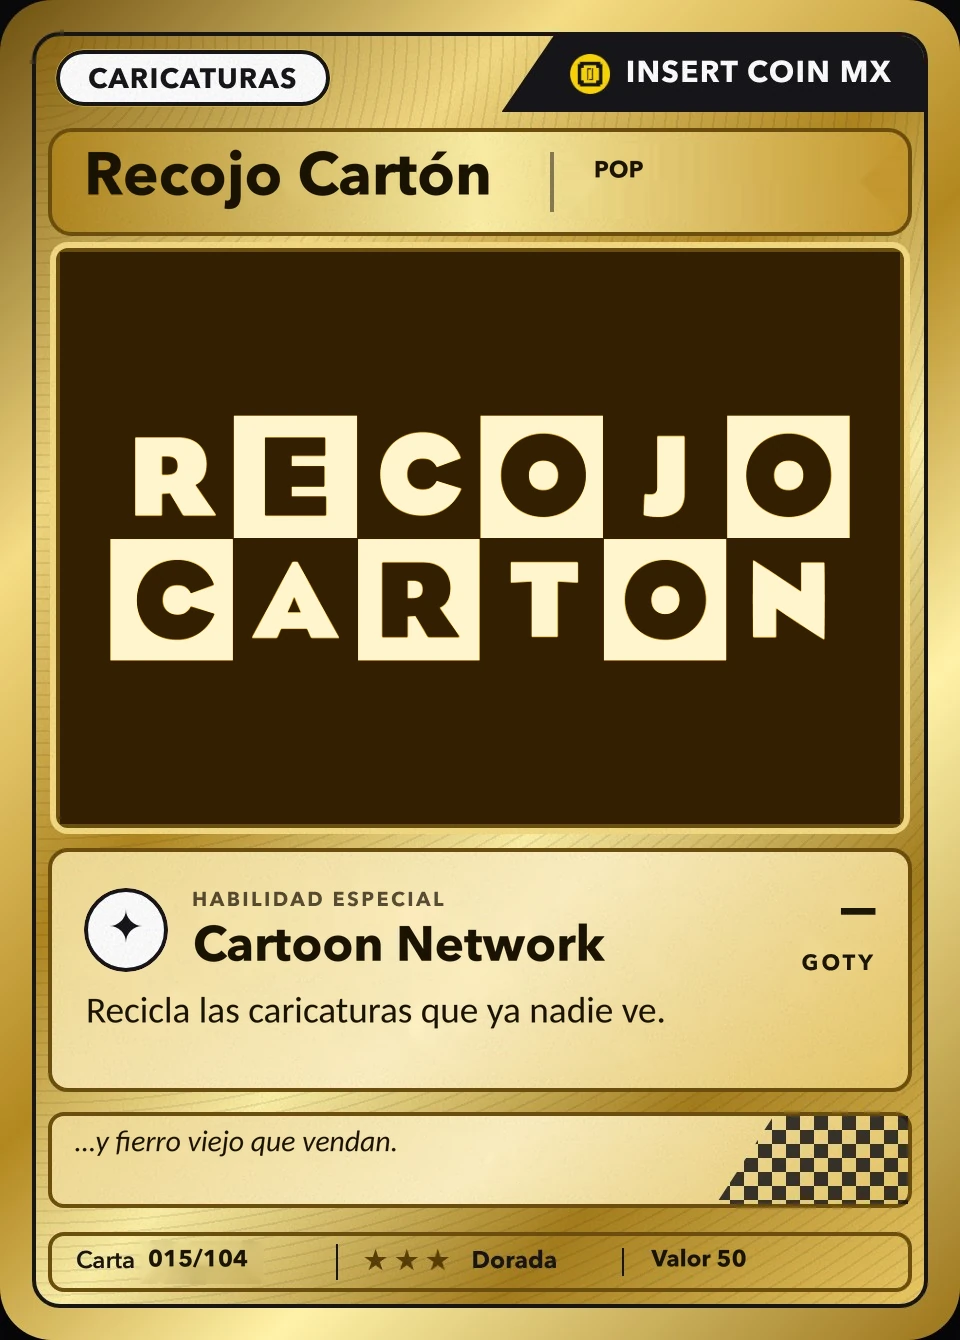 CARICATURAS
INSERT COIN MX
Recojo Cartón
POP
RECOJO
CARTON
HABILIDAD ESPECIAL
Cartoon Network
—
GOTY
Recicla las caricaturas que ya nadie ve.
...y fierro viejo que vendan.
Carta 015/104
★★★ Dorada
Valor 50